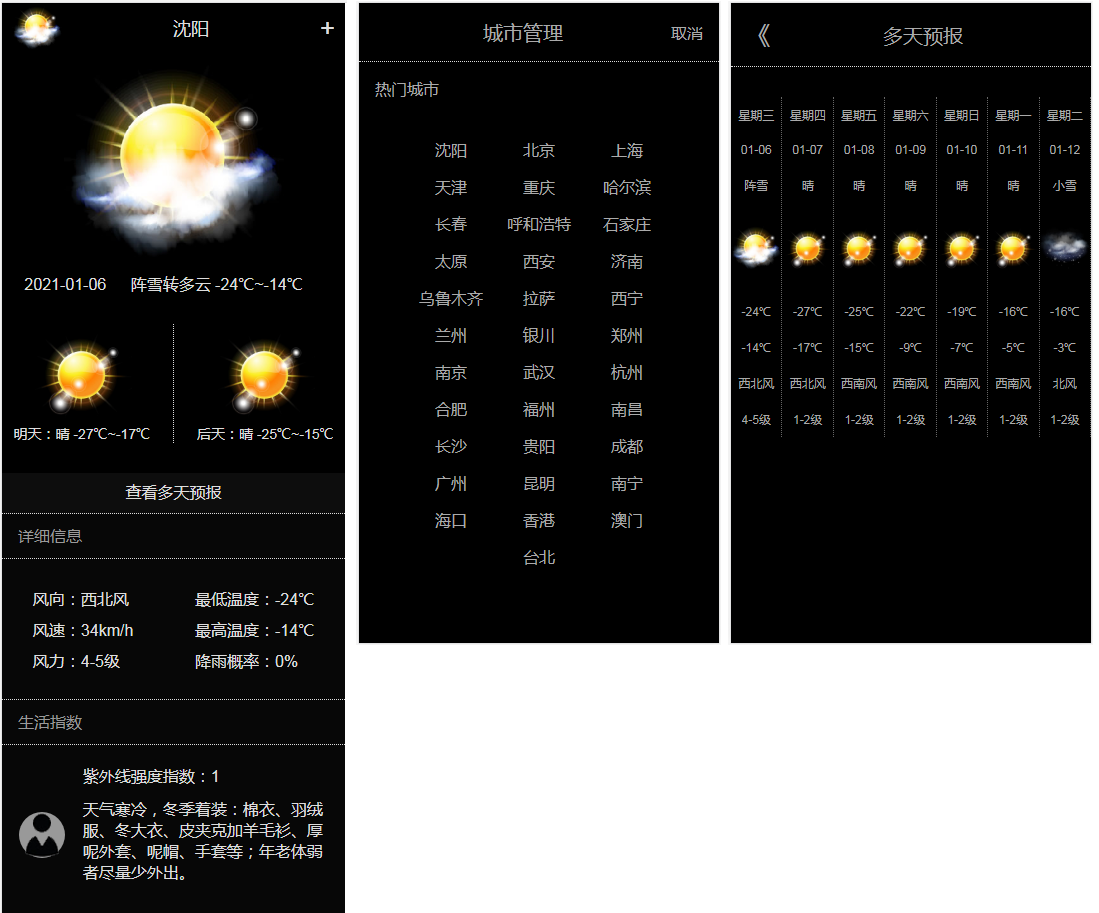 沈阳 +
2021-01-06 阵雪转多云 -24℃~-14℃
明天：晴 -27℃~-17℃ 后天：晴 -25℃~-15℃
查看多天预报
详细信息
风向：西北风 最低温度：-24℃
风速：34km/h 最高温度：-14℃
风力：4-5级 降雨概率：0%
生活指数
紫外线强度指数：1
天气寒冷，冬季着装：棉衣、羽绒
服、冬大衣、皮夹克加羊毛衫、厚
呢外套、呢帽、手套等；年老体弱
者尽量少外出。
城市管理 取消
热门城市
沈阳 北京 上海
天津 重庆 哈尔滨
长春 呼和浩特 石家庄
太原 西安 济南
乌鲁木齐 拉萨 西宁
兰州 银川 郑州
南京 武汉 杭州
合肥 福州 南昌
长沙 贵阳 成都
广州 昆明 南宁
海口 香港 澳门
台北
《 多天预报
星期三 星期四 星期五 星期六 星期日 星期一 星期二
01-06 01-07 01-08 01-09 01-10 01-11 01-12
阵雪 晴 晴 晴 晴 晴 小雪
-24℃ -27℃ -25℃ -22℃ -19℃ -16℃ -16℃
-14℃ -17℃ -15℃ -9℃ -7℃ -5℃ -3℃
西北风 西北风 西南风 西南风 西南风 西南风 北风
4-5级 1-2级 1-2级 1-2级 1-2级 1-2级 1-2级